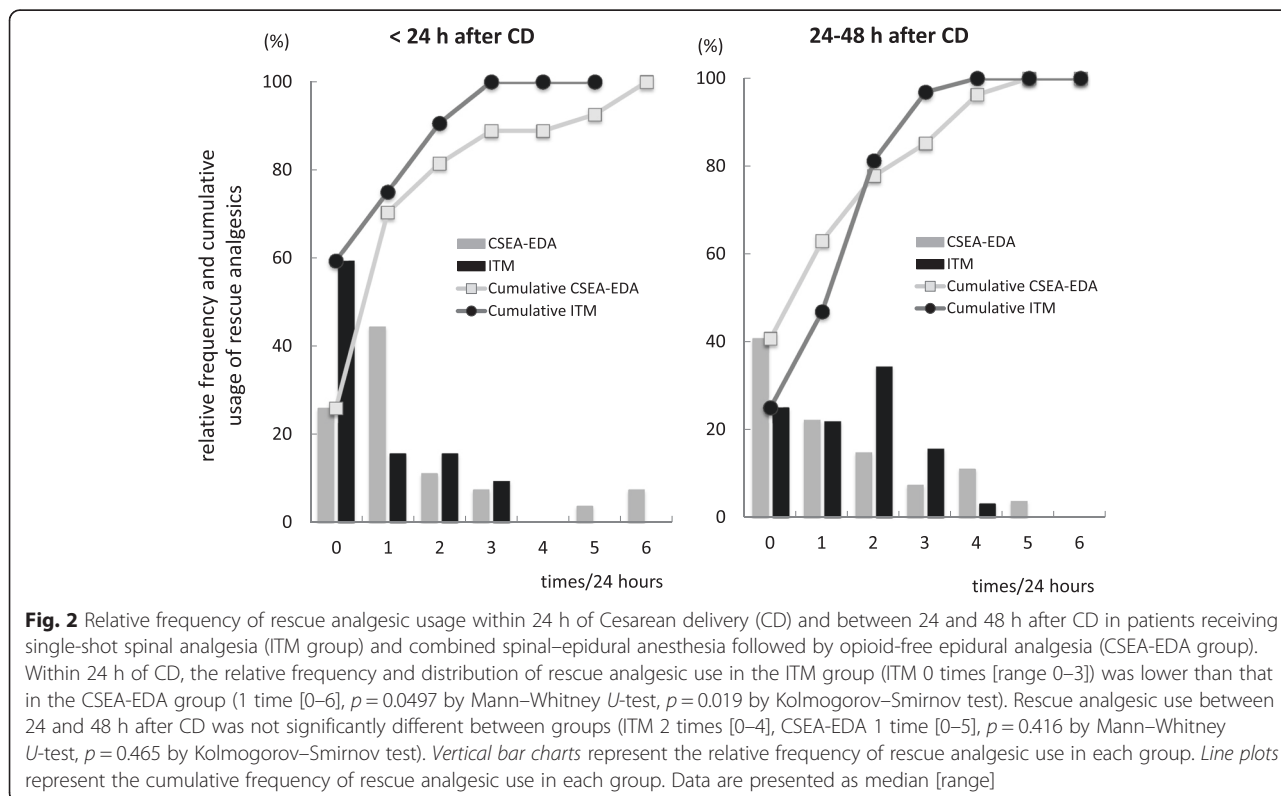 (%)
< 24 h after CD
relative frequency and cumulative
usage of rescue analgesics
100
80
60
40
20
0
CSEA-EDA
ITM
Cumulative CSEA-EDA
Cumulative ITM
0 1 2 3 4 5 6
times/24 hours
(%)
24-48 h after CD
100
80
60
40
20
0
CSEA-EDA
ITM
Cumulative CSEA-EDA
Cumulative ITM
0 1 2 3 4 5 6
times/24 hours
Fig. 2 Relative frequency of rescue analgesic usage within 24 h of Cesarean delivery (CD) and between 24 and 48 h after CD in patients receiving
single-shot spinal analgesia (ITM group) and combined spinal–epidural anesthesia followed by opioid-free epidural analgesia (CSEA-EDA group).
Within 24 h of CD, the relative frequency and distribution of rescue analgesic use in the ITM group (ITM 0 times [range 0–3]) was lower than that
in the CSEA-EDA group (1 time [0–6], p = 0.0497 by Mann–Whitney U-test, p = 0.019 by Kolmogorov–Smirnov test). Rescue analgesic use between
24 and 48 h after CD was not significantly different between groups (ITM 2 times [0–4], CSEA-EDA 1 time [0–5], p = 0.416 by Mann–Whitney
U-test, p = 0.465 by Kolmogorov–Smirnov test). Vertical bar charts represent the relative frequency of rescue analgesic use in each group. Line plots
represent the cumulative frequency of rescue analgesic use in each group. Data are presented as median [range]